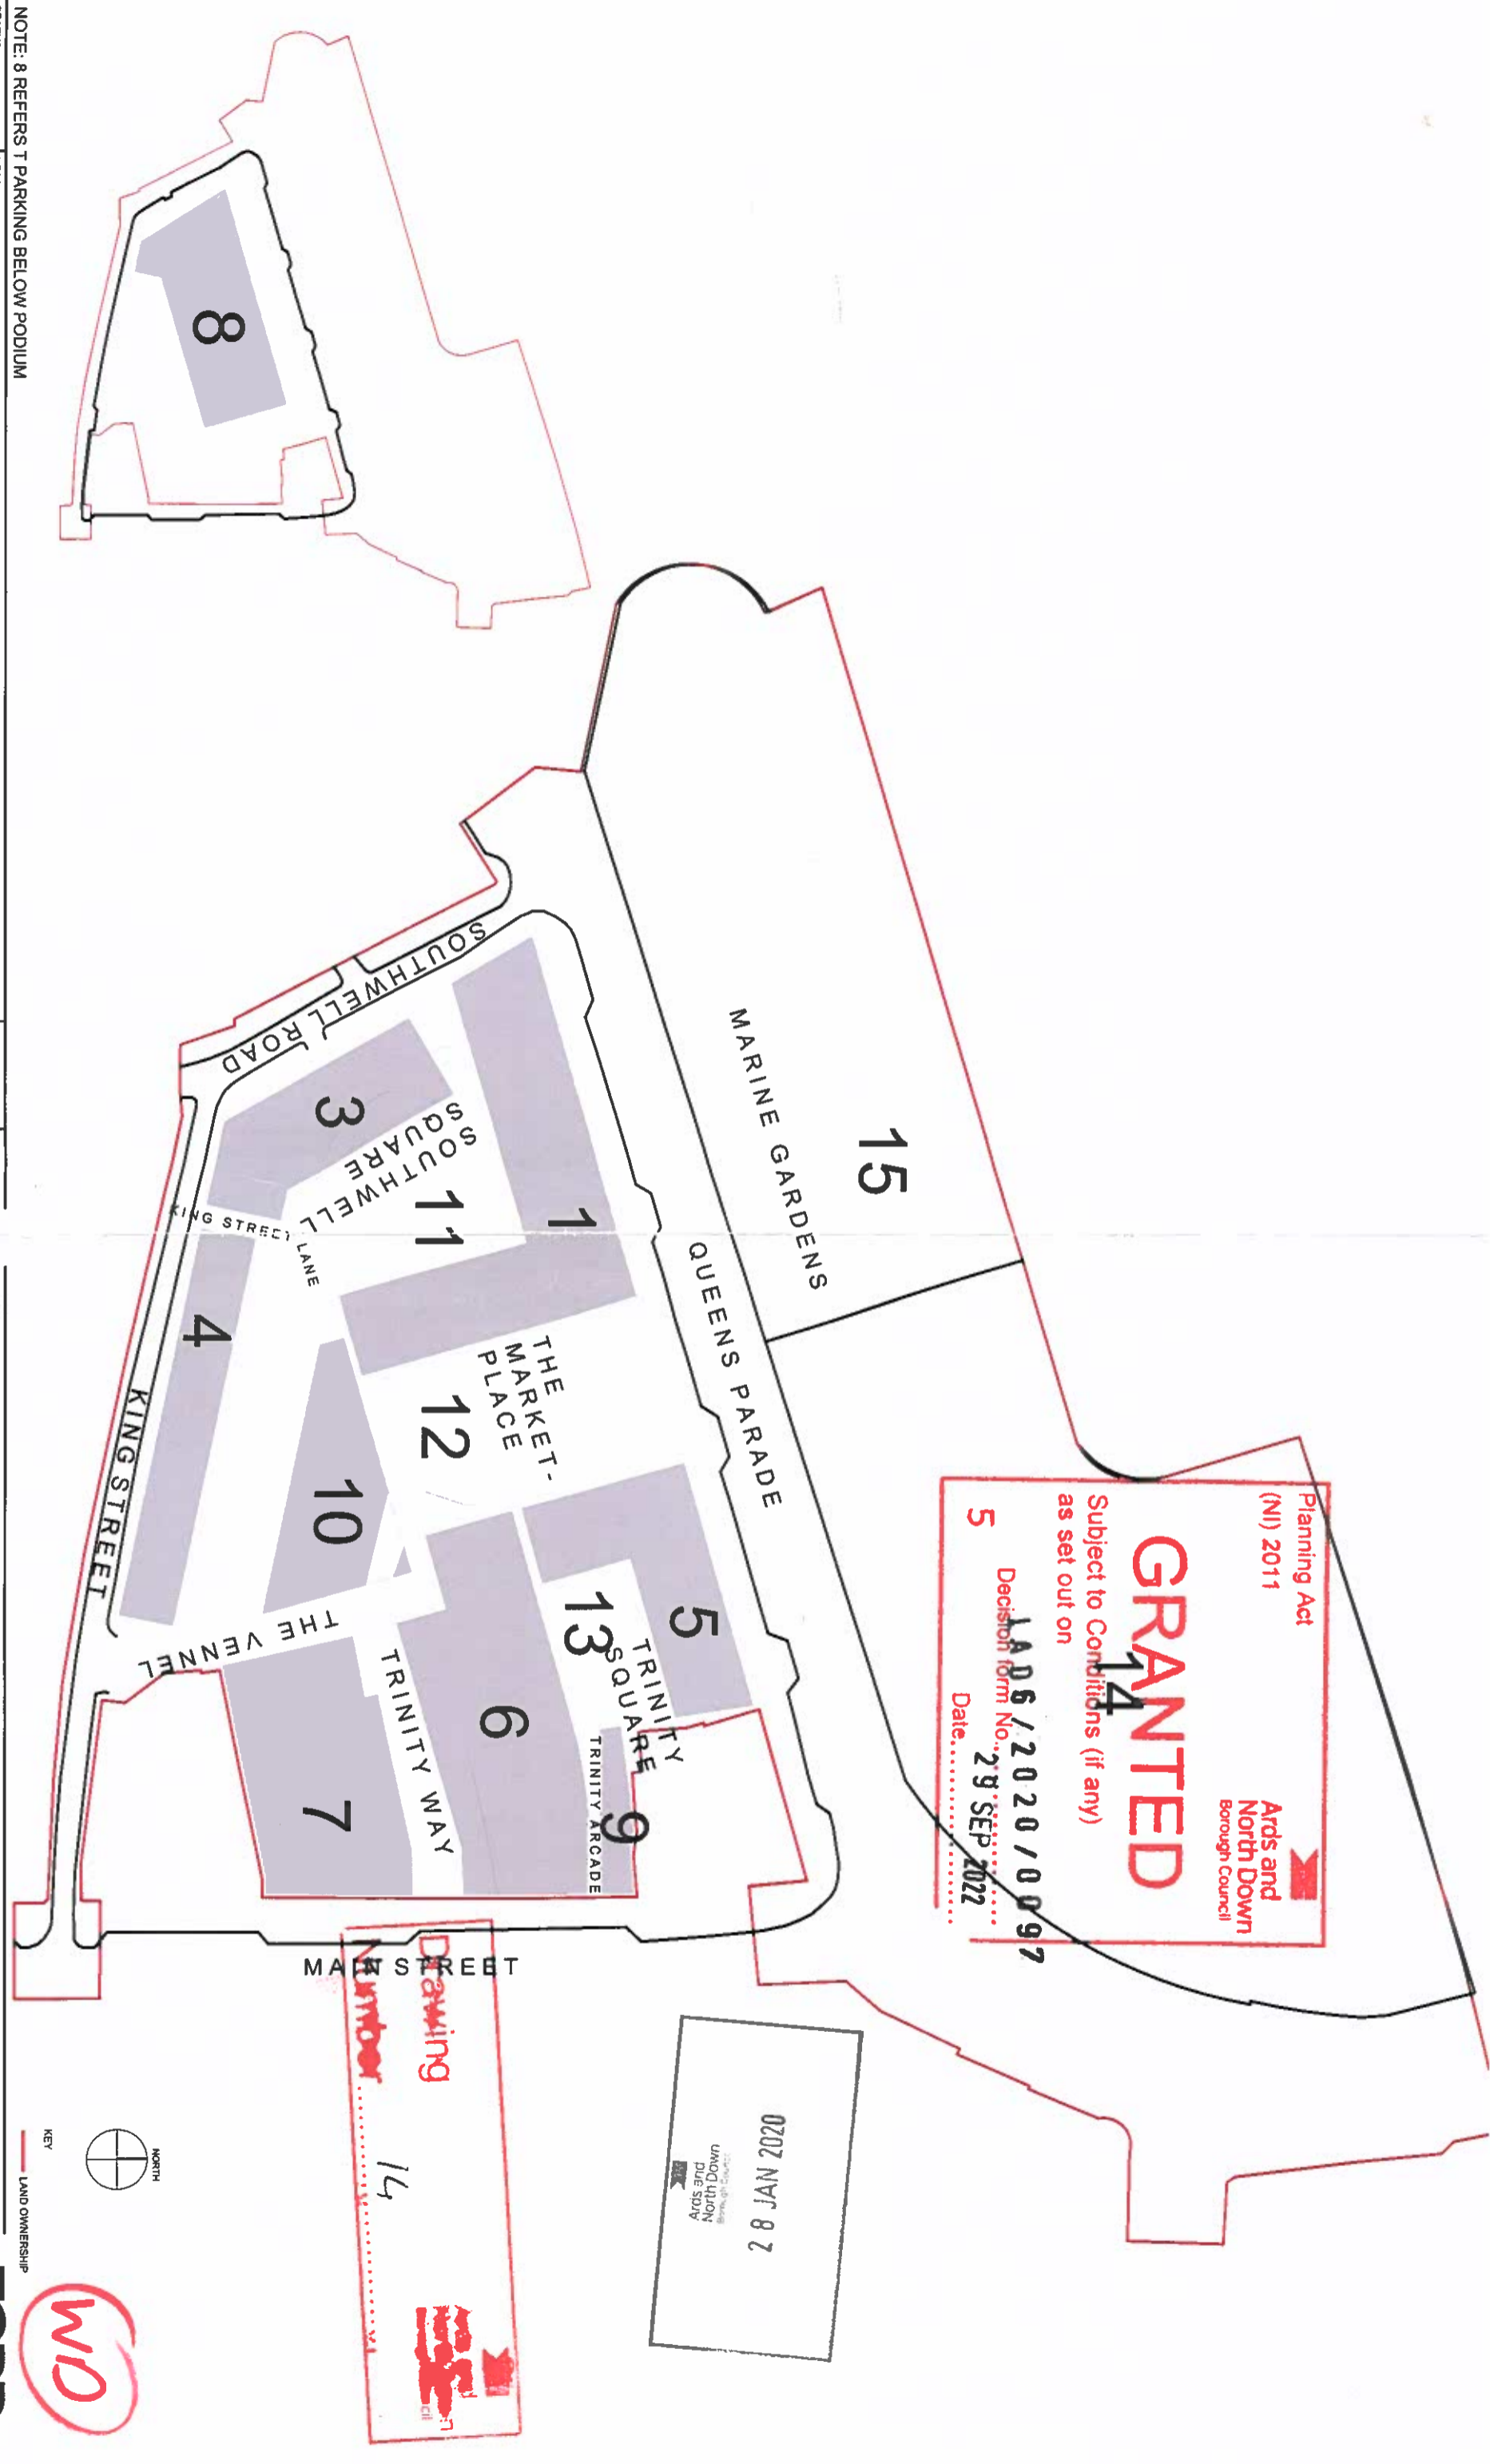 NOTE: 8 REFERS T PARKING BELOW PODIUM
8
Planning Act
(NI) 2011
Ards and
North Down
Borough Council
GRANTED
Subject to Conditions (if any)
as set out on
14
LA06/2020/0097
Decision form No.
5
Date
29 SEP 2022
15
MARINE GARDENS
QUEENS PARADE
SOUTHWELL ROAD
1
3
SOUTHWELL
SQUARE
11
KING STREET LANE
4
THE
MARKET-
PLACE
12
10
KING STREET
THE VENNEL
5
13
TRINITY
SQUARE
6
9
TRINITY ARCADE
TRINITY WAY
7
MAIN STREET
Drawing
Number
14
28 JAN 2020
Ards and
North Down
Borough Council
NORTH
KEY
LAND OWNERSHIP